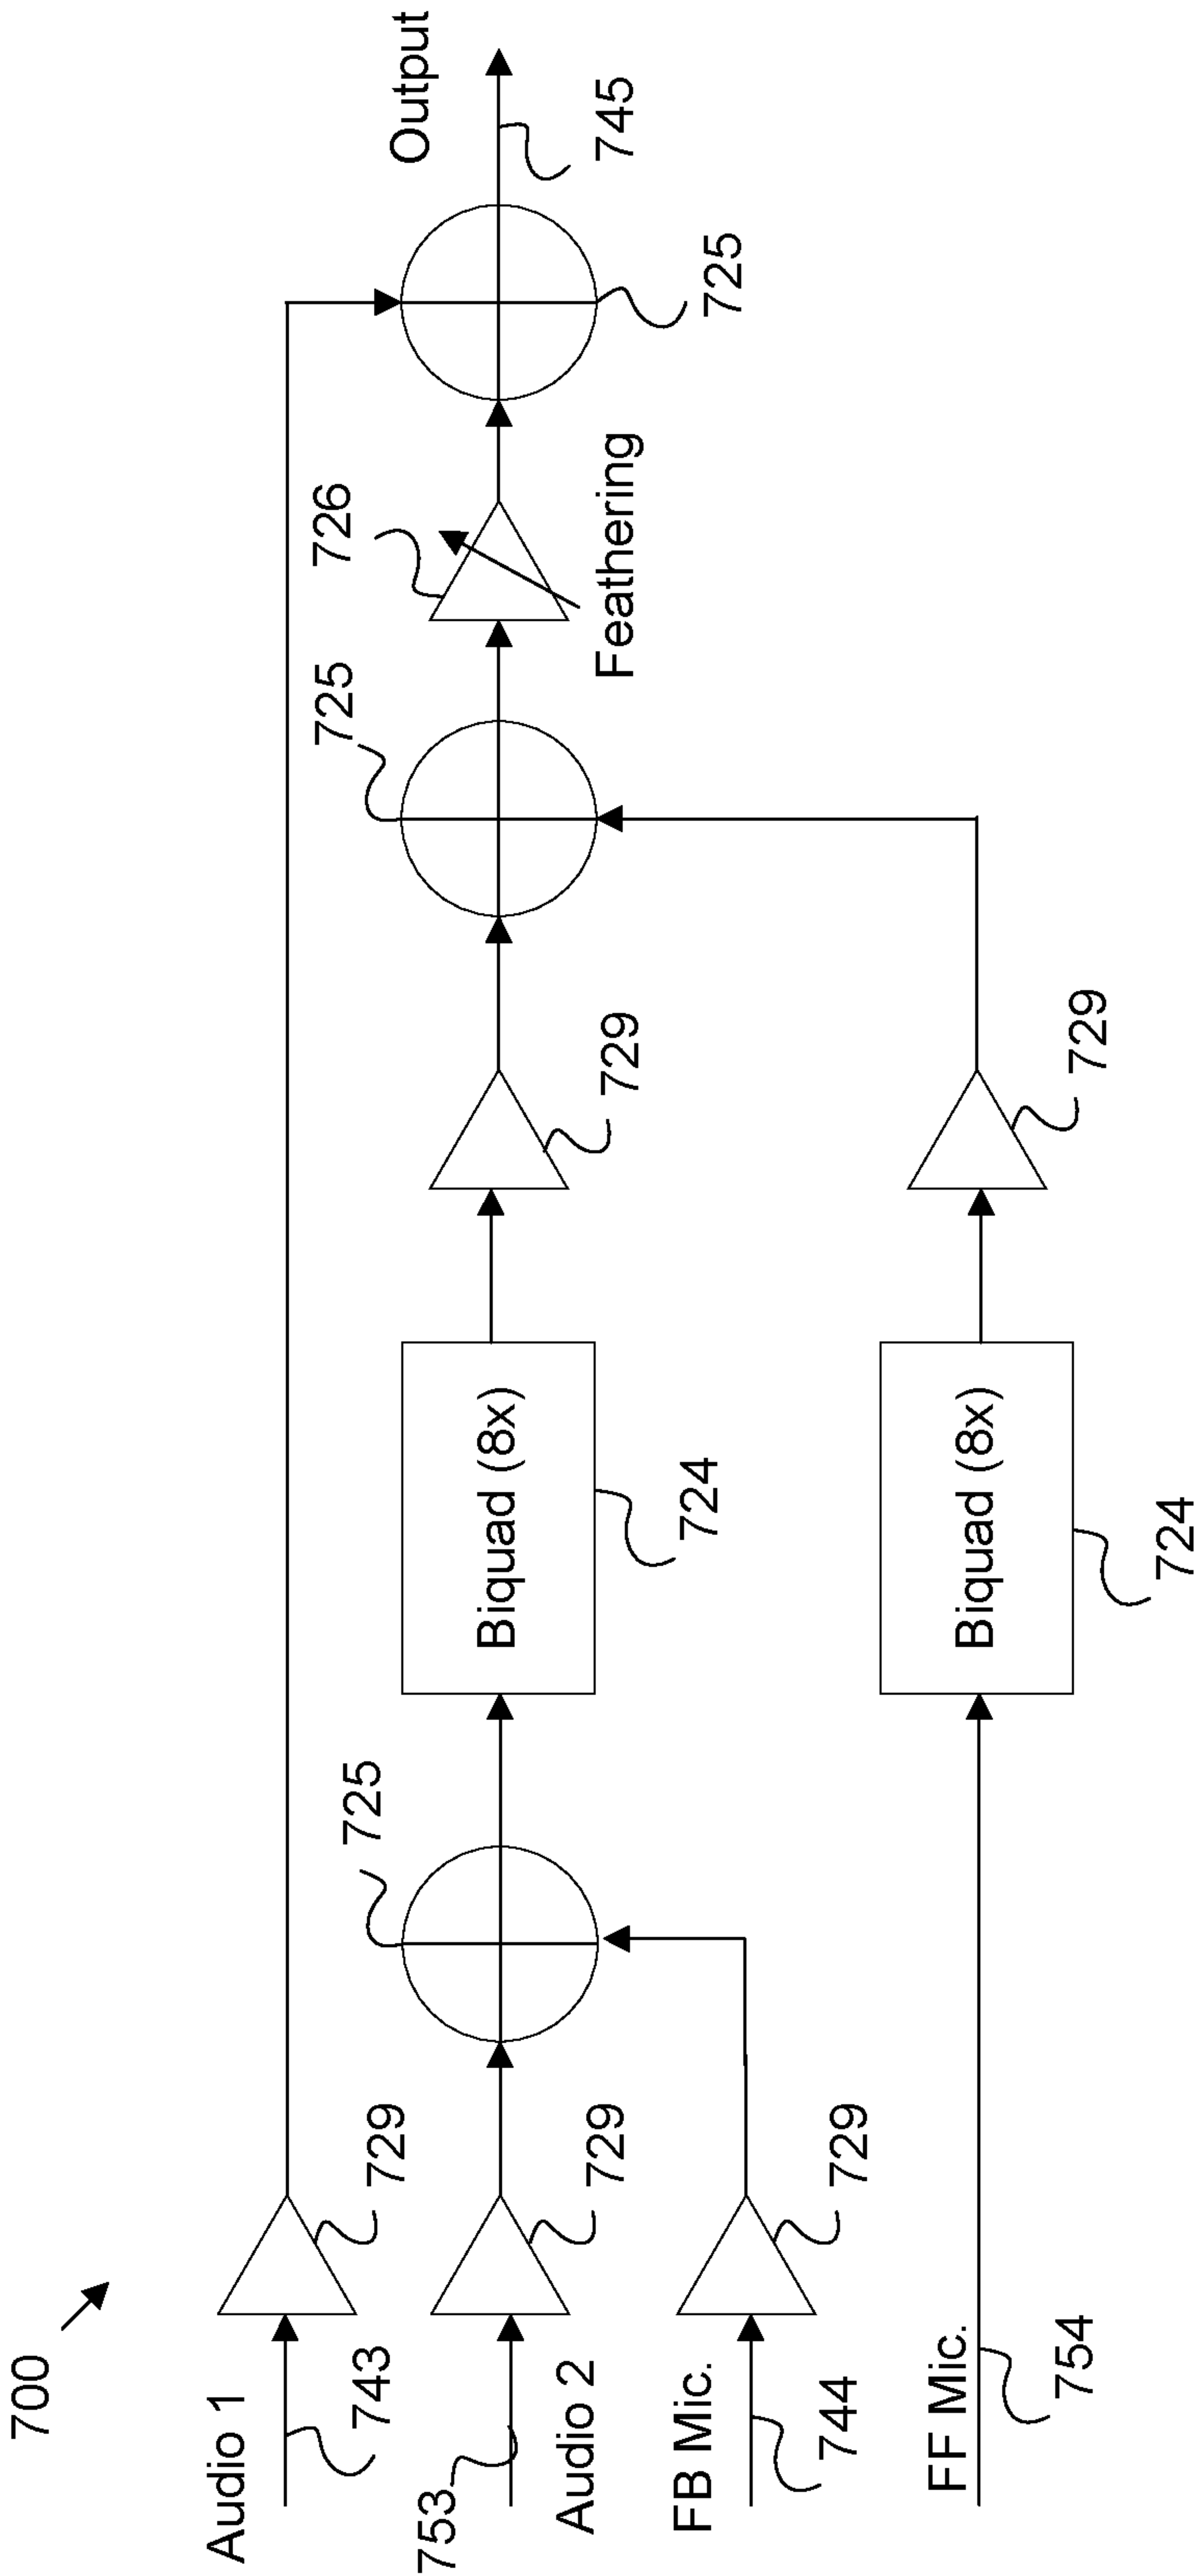 700
Audio 1
743
729
Output
745
753
Audio 2
729
725
Biquad (8x)
724
729
725
726
Feathering
725
FB Mic.
744
729
FF Mic.
754
Biquad (8x)
724
729